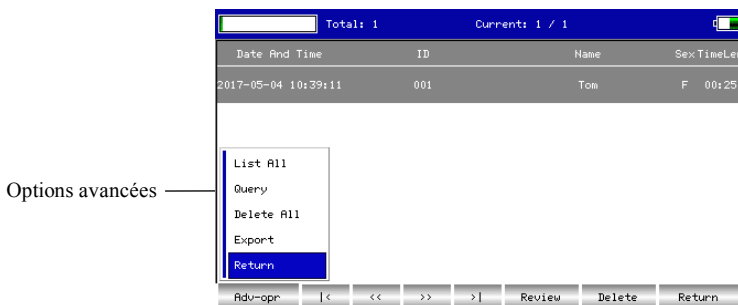 Total: 1 Current: 1 / 1
Date And Time ID Name Sex TimeLe
2017-05-04 10:39:11 001 Tom F 00:25
Options avancées
List All
Query
Delete All
Export
Return
Adv-opr |< << >> >| Review Delete Return